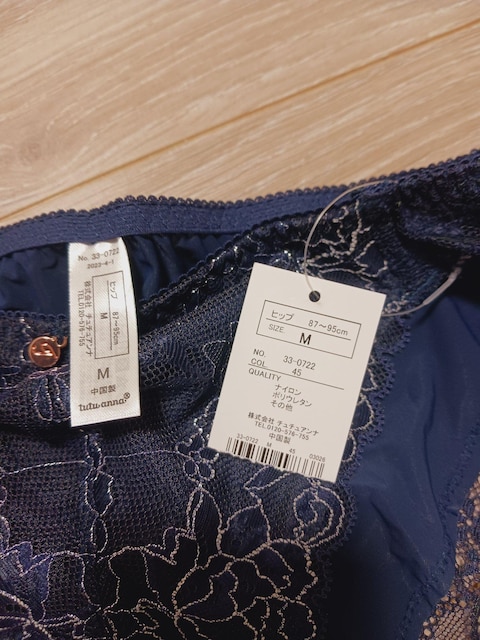 No. 33-0722
2023-4-1
ヒップ 87～95cm
M
株式会社 チュチュアンナ
TEL.0120-576-755
M
中国製
tutuanna®
ヒップ 87～95cm
SIZE M
NO. 33-0722
COL 45
QUALITY
ナイロン
ポリウレタン
その他
株式会社 チュチュアンナ
TEL.0120-576-755
中国製
33-0722 M 45 03026